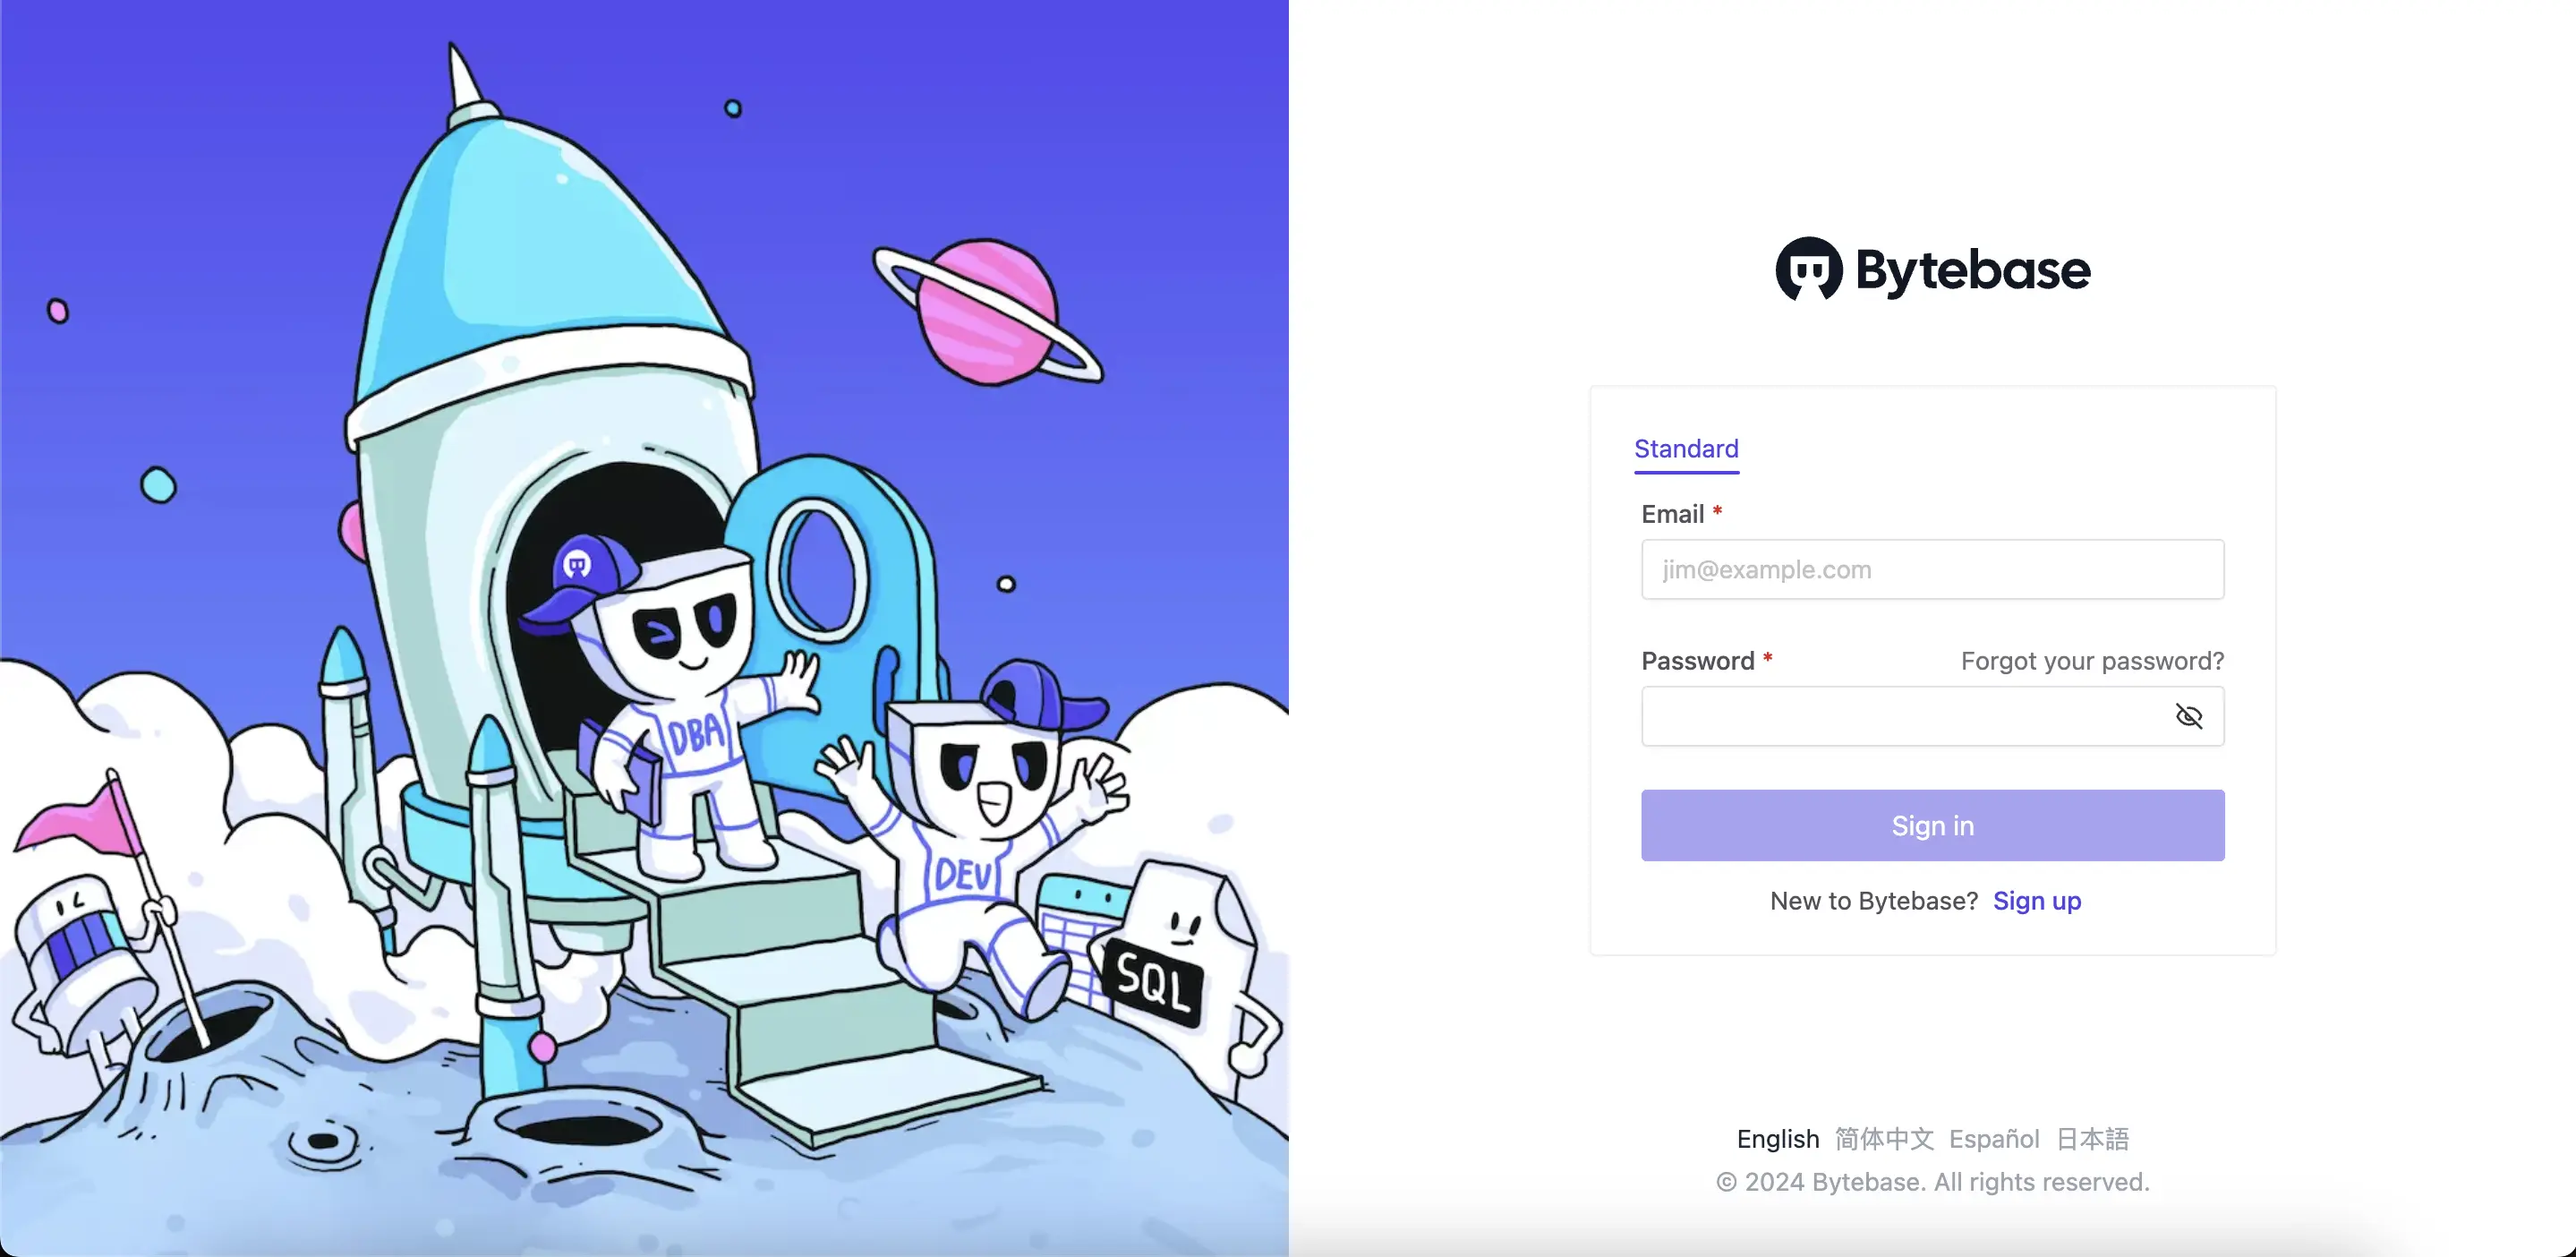 DBA
DEV
SQL
Bytebase
Standard
Email *
jim@example.com
Password *
Forgot your password?
Sign in
New to Bytebase? Sign up
English 简体中文 Español 日本語
© 2024 Bytebase. All rights reserved.